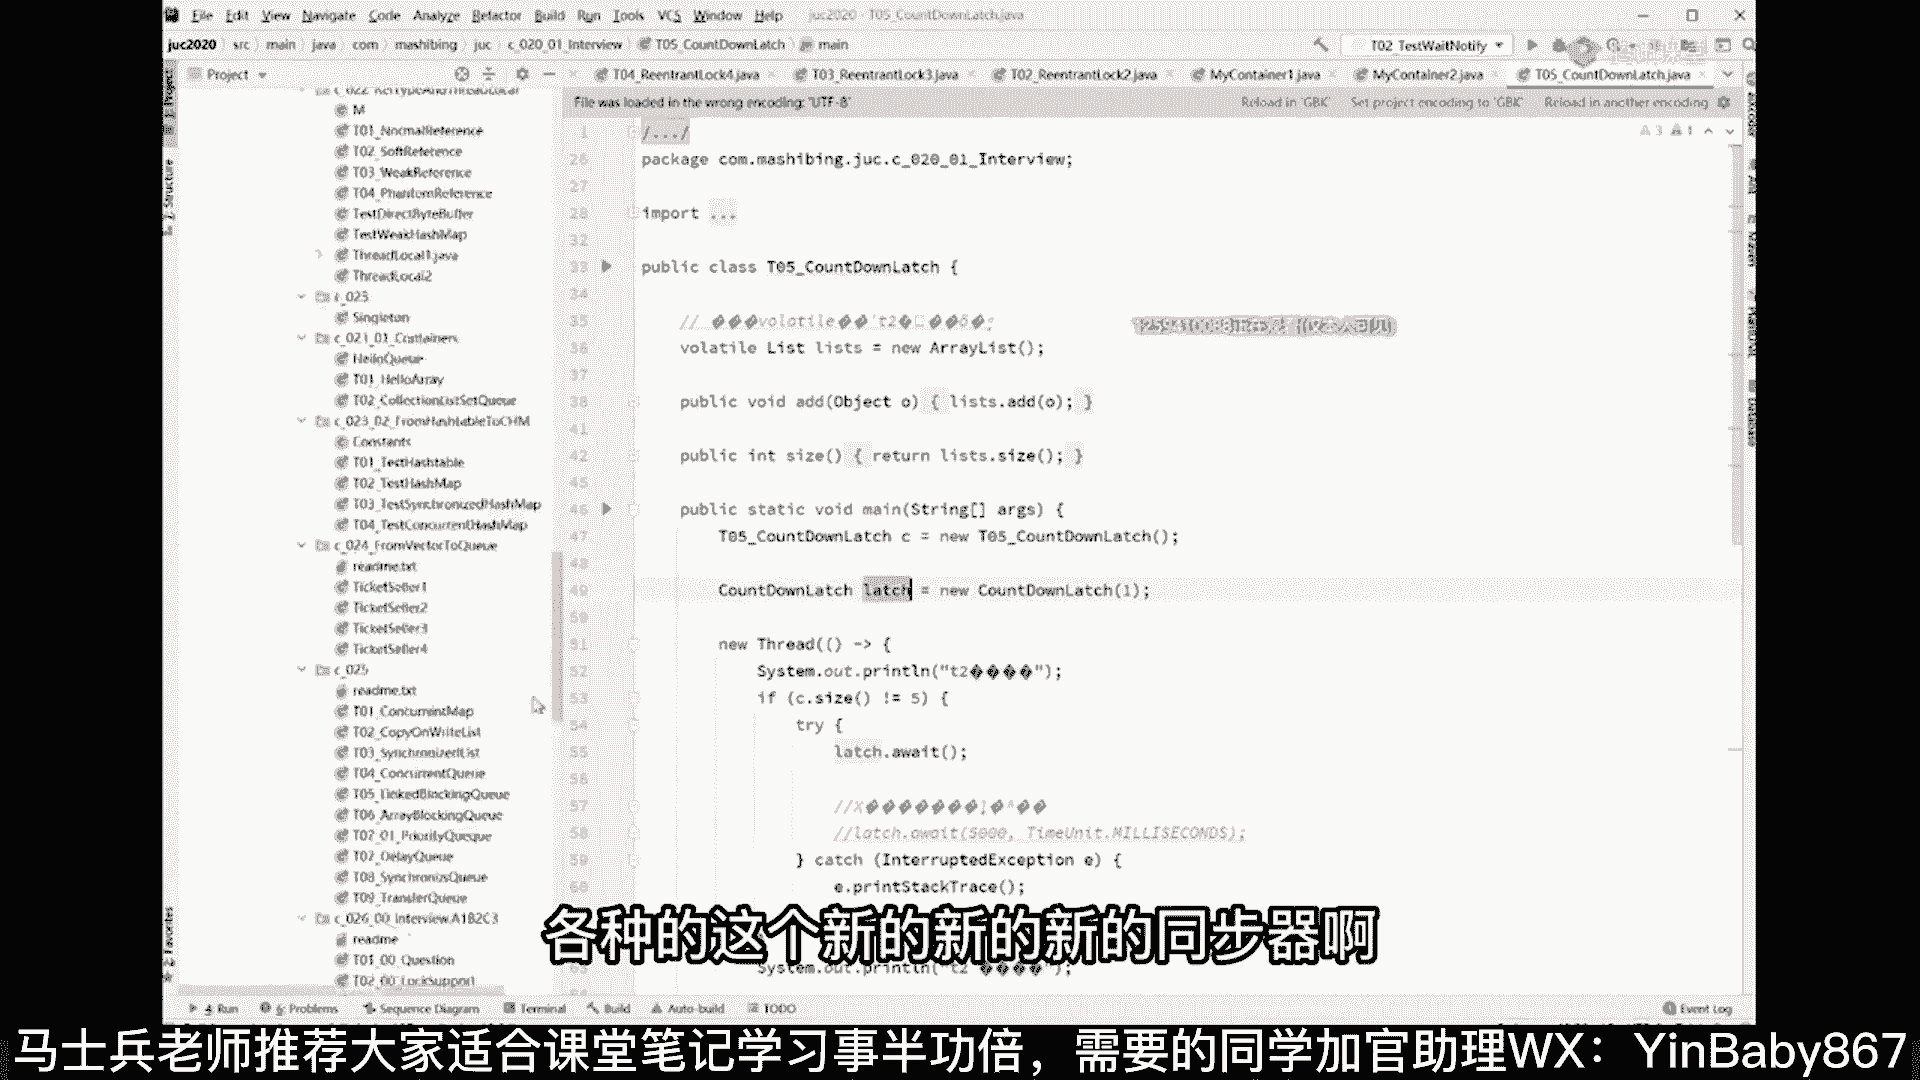 File Edit View Navigate Code Analyze Refactor Build Run Tools VCS Window Help juc2020 - T05_CountDownLatch.java
juc2020 src main java com mashibing juc c_020_01_Interview T05_CountDownLatch main T02_TestWaitNotify
Project
T04_ReentrantLock4.java T03_ReentrantLock3.java T02_ReentrantLock2.java MyContainer1.java MyContainer2.java T05_CountDownLatch.java
File was loaded in the wrong encoding: 'UTF-8' Reload in 'GBK' Set project encoding to 'GBK' Reload in another encoding
M
T01_NormalReference
T02_SoftReference
T03_WeakReference
T04_PhantomReference
TestDirectByteBuffer
TestWeakHashMap
ThreadLocal1.java
ThreadLocal2
c_023
Singleton
c_021_01_Containers
HelloQueue
T01_HelloArray
T02_CollectionListSetQueue
c_023_02_FromHashtableToCHM
Constants
T01_TestHashtable
T02_TestHashMap
T03_TestSynchronizedHashMap
T04_TestConcurrentHashMap
c_024_FromVectorToQueue
readme.txt
TicketSeller1
TicketSeller2
TicketSeller3
TicketSeller4
c_025
readme.txt
T01_ConcurrentMap
T02_CopyOnWriteList
T03_SynchronizedList
T04_ConcurrentQueue
T05_LinkedBlockingQueue
T06_ArrayBlockingQueue
T07_01_PriorityQueque
T07_DelayQueue
T08_SynchronusQueue
T09_TransferQueue
c_026_00_interview.A1B2C3
readme
T01_00_Question
T02_00_LockSupport
1 /.../
26 package com.mashibing.juc.c_020_01_Interview;
27
28 import ...
32
33 public class T05_CountDownLatch {
34
35 // ���volatile��
36 volatile List lists = new ArrayList();
37
38 public void add(Object o) { lists.add(o); }
41
42 public int size() { return lists.size(); }
45
46 public static void main(String[] args) {
47 T05_CountDownLatch c = new T05_CountDownLatch();
48
49 CountDownLatch latch = new CountDownLatch(1);
50
51 new Thread(() -> {
52 System.out.println("t2����");
53 if (c.size() != 5) {
54 try {
55 latch.await();
56
57
58 //latch.await(5000, TimeUnit.MILLISECONDS);
59 } catch (InterruptedException e) {
60 e.printStackTrace();
63 System.out.println("t2 ����");
各种的这个新的新的新的同步器啊
4: Run 6: Problems Sequence Diagram Terminal Build Auto-build TODO Event Log
马士兵老师推荐大家适合课堂笔记学习事半功倍，需要的同学加官助理WX：YinBaby867